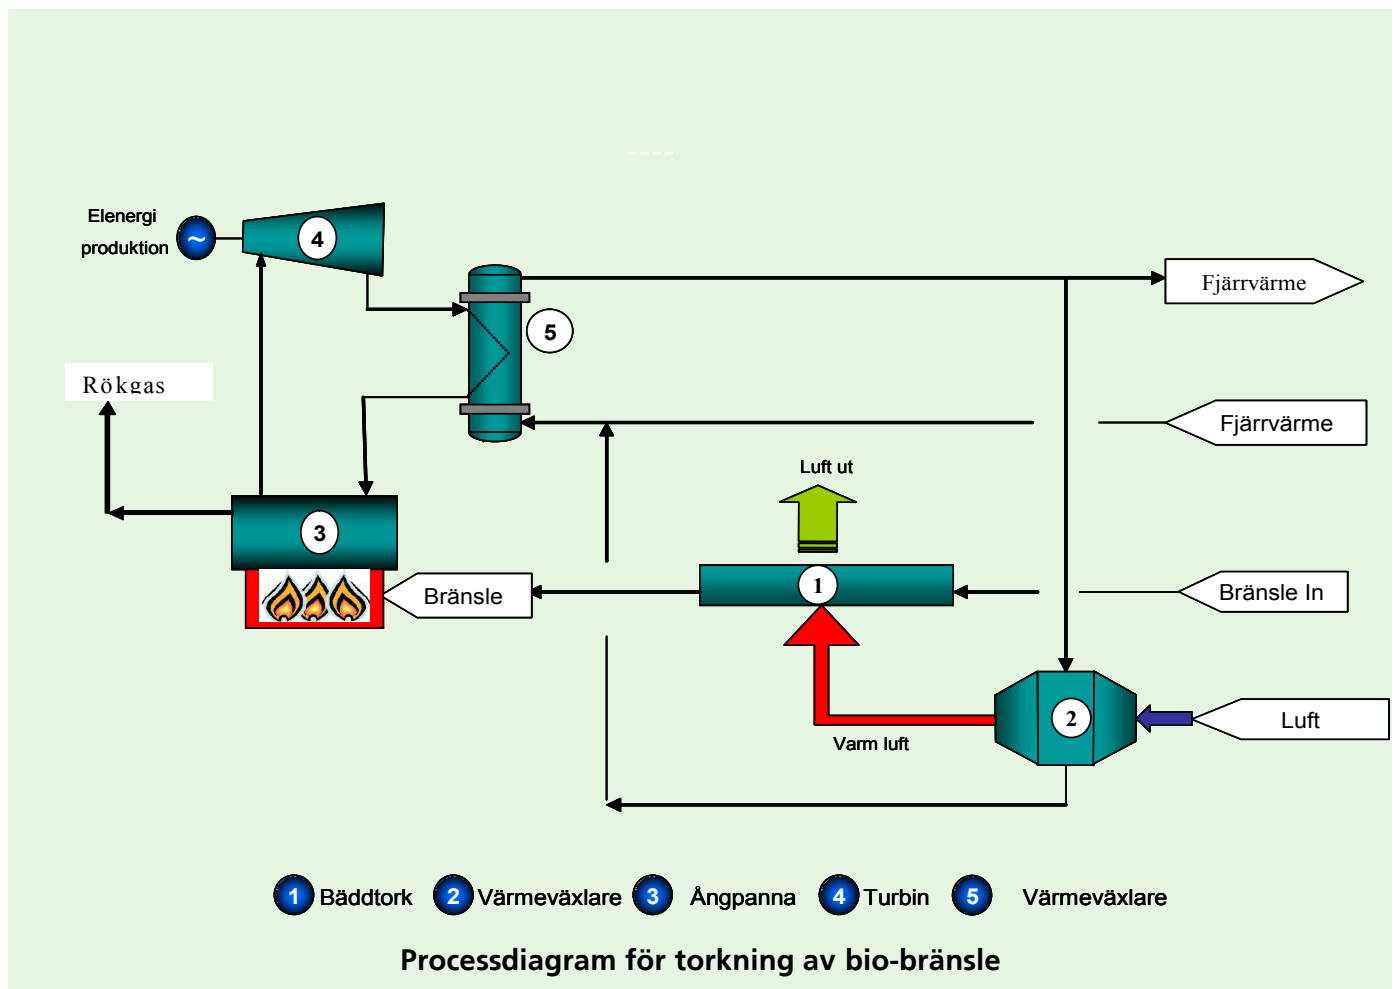 Elenergi
produktion
~
4
5
Fjärrvärme
Rökgas
Fjärrvärme
Luft ut
3
1
Bränsle
Bränsle In
2
Luft
Varm luft
1 Bäddtork 2 Värmeväxlare 3 Ångpanna 4 Turbin 5 Värmeväxlare
Processdiagram för torkning av bio-bränsle